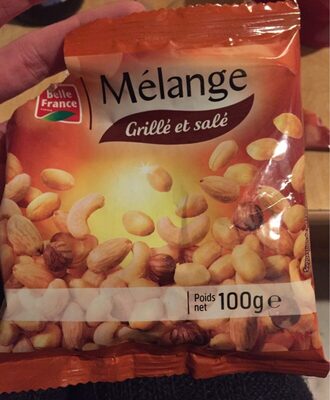 Belle
France
Mélange
Grillé et salé
Poids
net
100g e